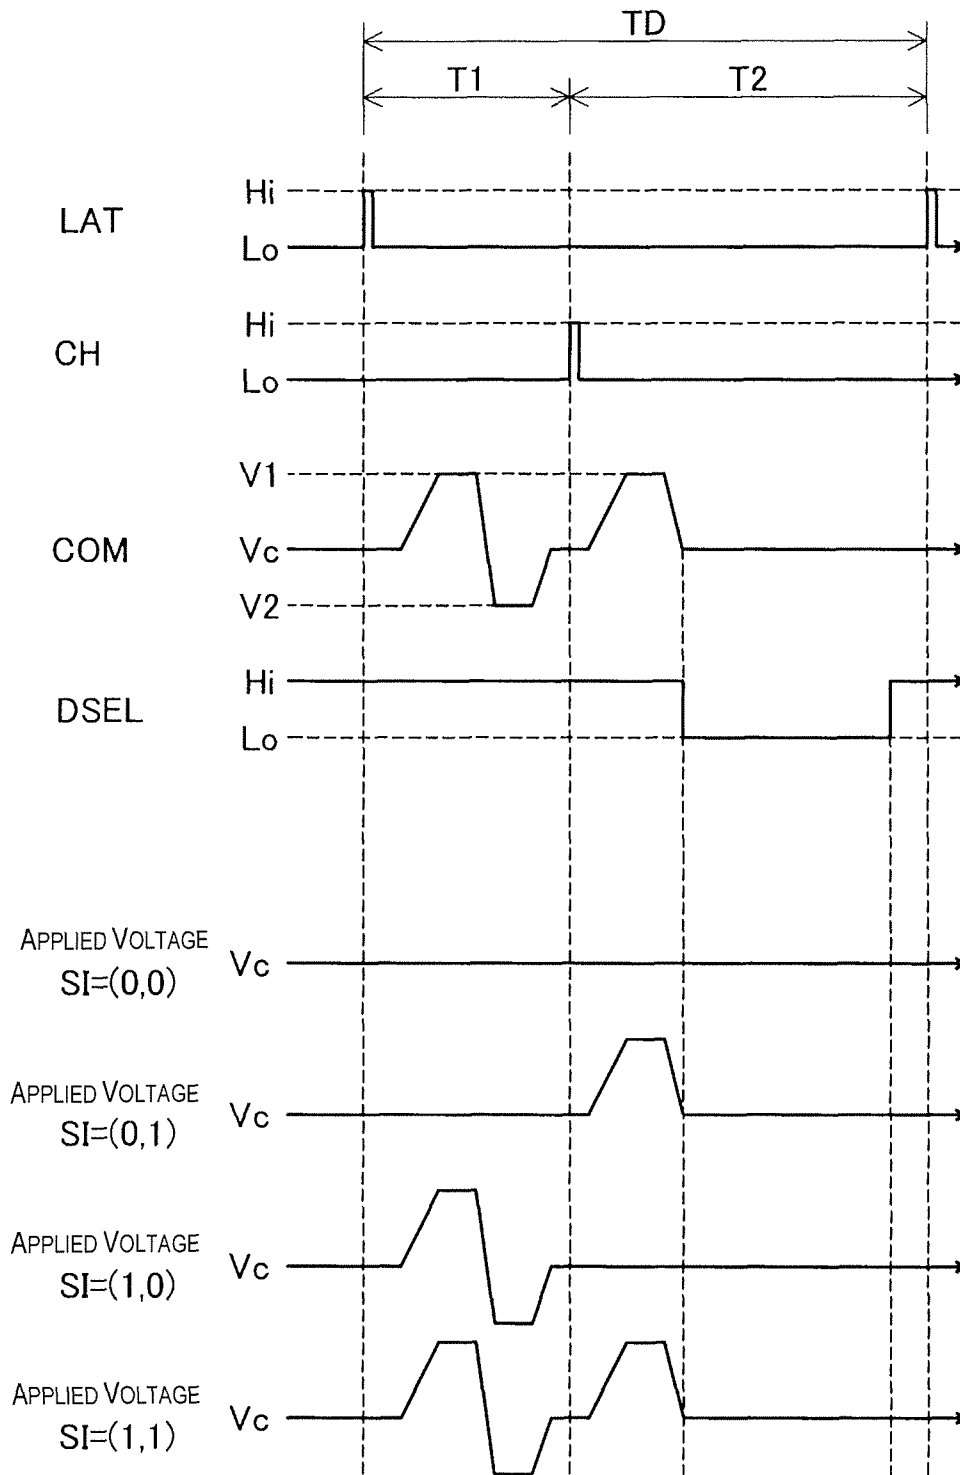 TD
T1 T2
LAT Hi
Lo
CH Hi
Lo
COM V1
Vc
V2
DSEL Hi
Lo
APPLIED VOLTAGE
SI=(0,0) Vc
APPLIED VOLTAGE
SI=(0,1) Vc
APPLIED VOLTAGE
SI=(1,0) Vc
APPLIED VOLTAGE
SI=(1,1) Vc